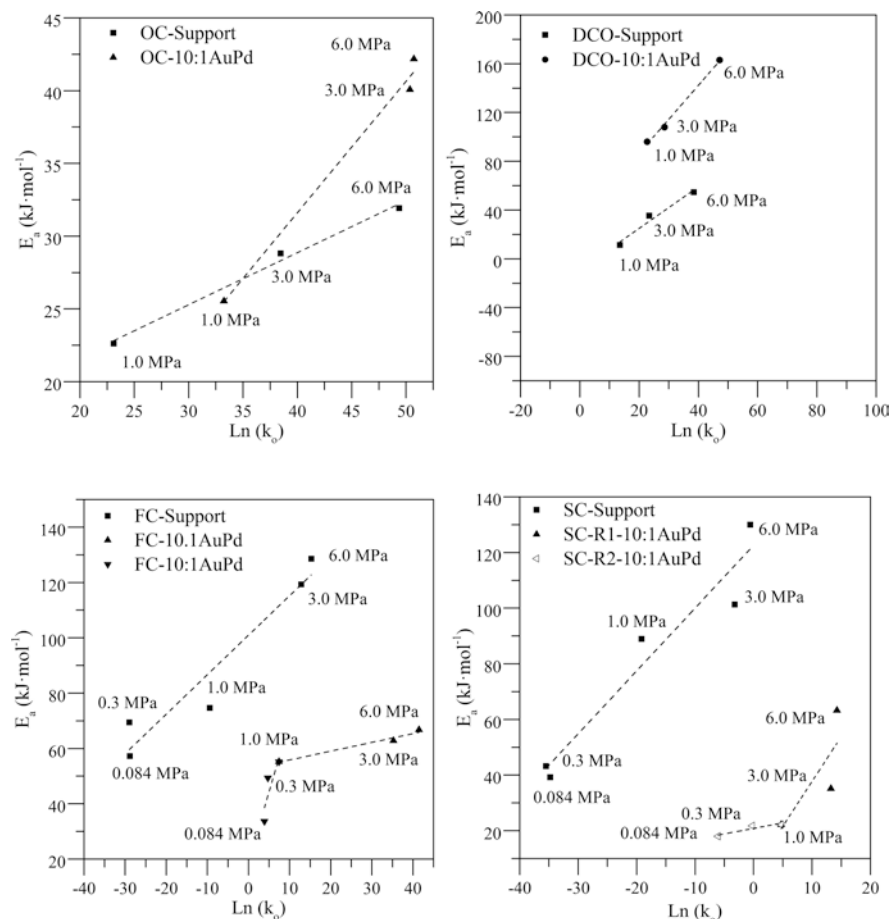 OC-Support
OC-10:1AuPd
6.0 MPa
3.0 MPa
6.0 MPa
3.0 MPa
1.0 MPa
1.0 MPa
45
40
35
30
25
20
Eₐ (kJ·mol⁻¹)
20 25 30 35 40 45 50
Ln (kₒ)
DCO-Support
DCO-10:1AuPd
6.0 MPa
3.0 MPa
1.0 MPa
6.0 MPa
3.0 MPa
1.0 MPa
200
160
120
80
40
0
-40
-80
Eₐ (kJ·mol⁻¹)
-20 0 20 40 60 80 100
Ln (kₒ)
FC-Support
FC-10.1AuPd
FC-10:1AuPd
6.0 MPa
3.0 MPa
0.3 MPa
1.0 MPa
0.084 MPa
6.0 MPa
1.0 MPa
3.0 MPa
0.3 MPa
0.084 MPa
140
120
100
80
60
40
20
Eₐ (kJ·mol⁻¹)
-40 -30 -20 -10 0 10 20 30 40
Ln (kₒ)
SC-Support
SC-R1-10:1AuPd
SC-R2-10:1AuPd
6.0 MPa
3.0 MPa
1.0 MPa
0.3 MPa
0.084 MPa
6.0 MPa
3.0 MPa
0.3 MPa
0.084 MPa
1.0 MPa
140
120
100
80
60
40
20
Eₐ (kJ·mol⁻¹)
-40 -30 -20 -10 0 10 20
Ln (kₒ)